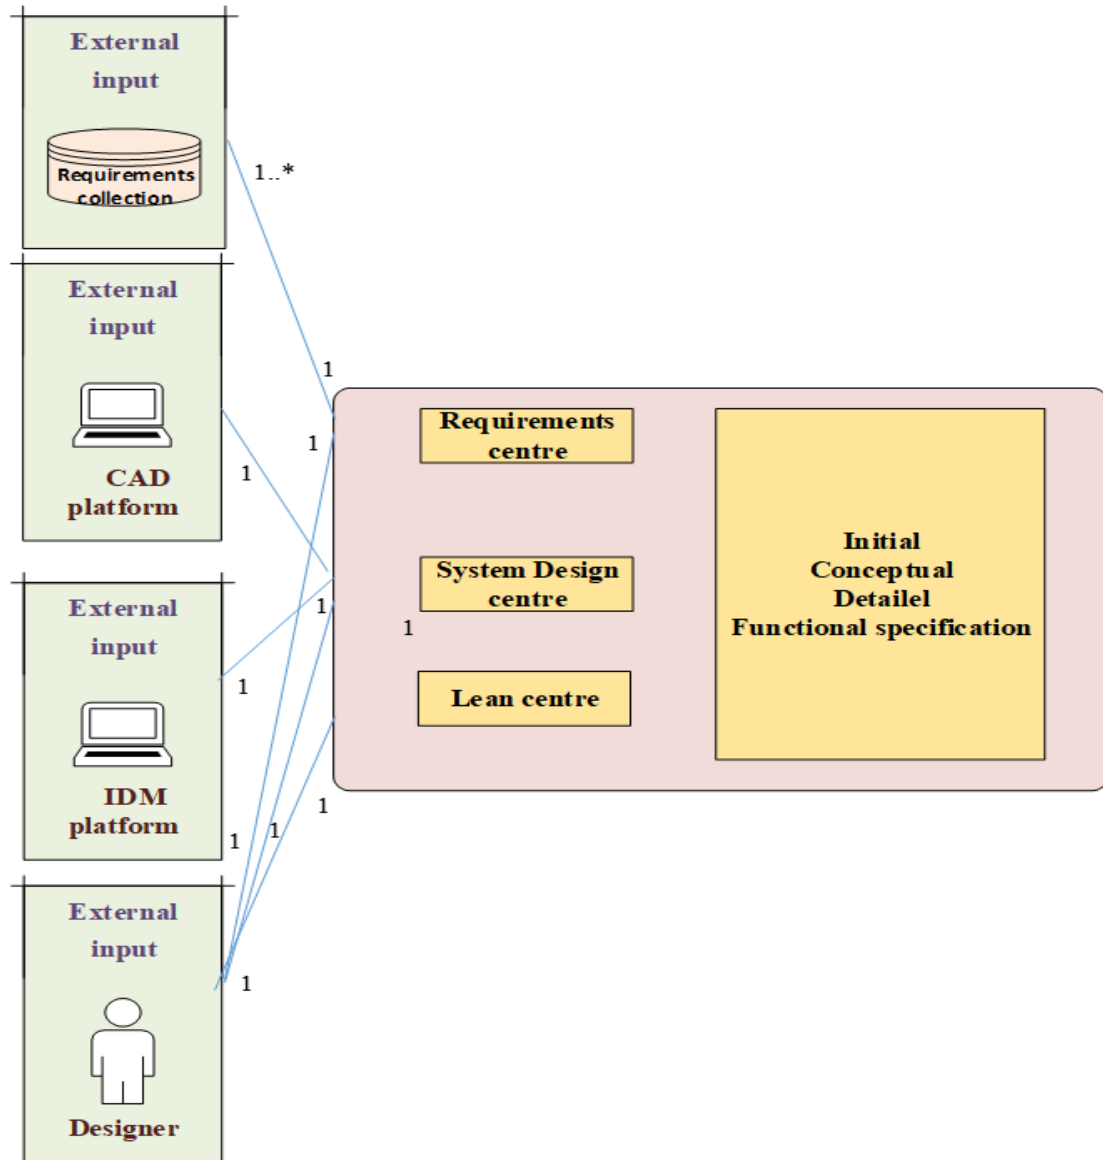 External
input
Requirements
collection
1..*
External
input
CAD
platform
1
1
1
Requirements
centre
System Design
centre
1
1
Lean centre
Initial
Conceptual
Detailel
Functional specification
External
input
1
IDM
platform
1
1
1
External
input
1
Designer